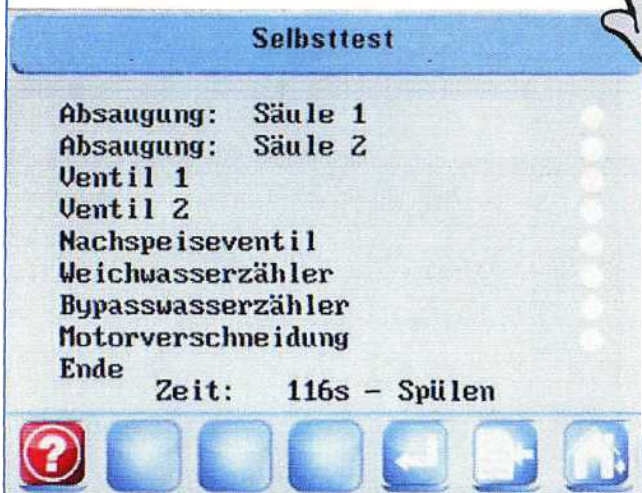 Selbsttest
Absaugung: Säule 1
Absaugung: Säule 2
Ventil 1
Ventil 2
Nachspeiseventil
Weichwasserzähler
Bypasswasserzähler
Motorverschneidung
Ende
Zeit: 116s - Spülen
?